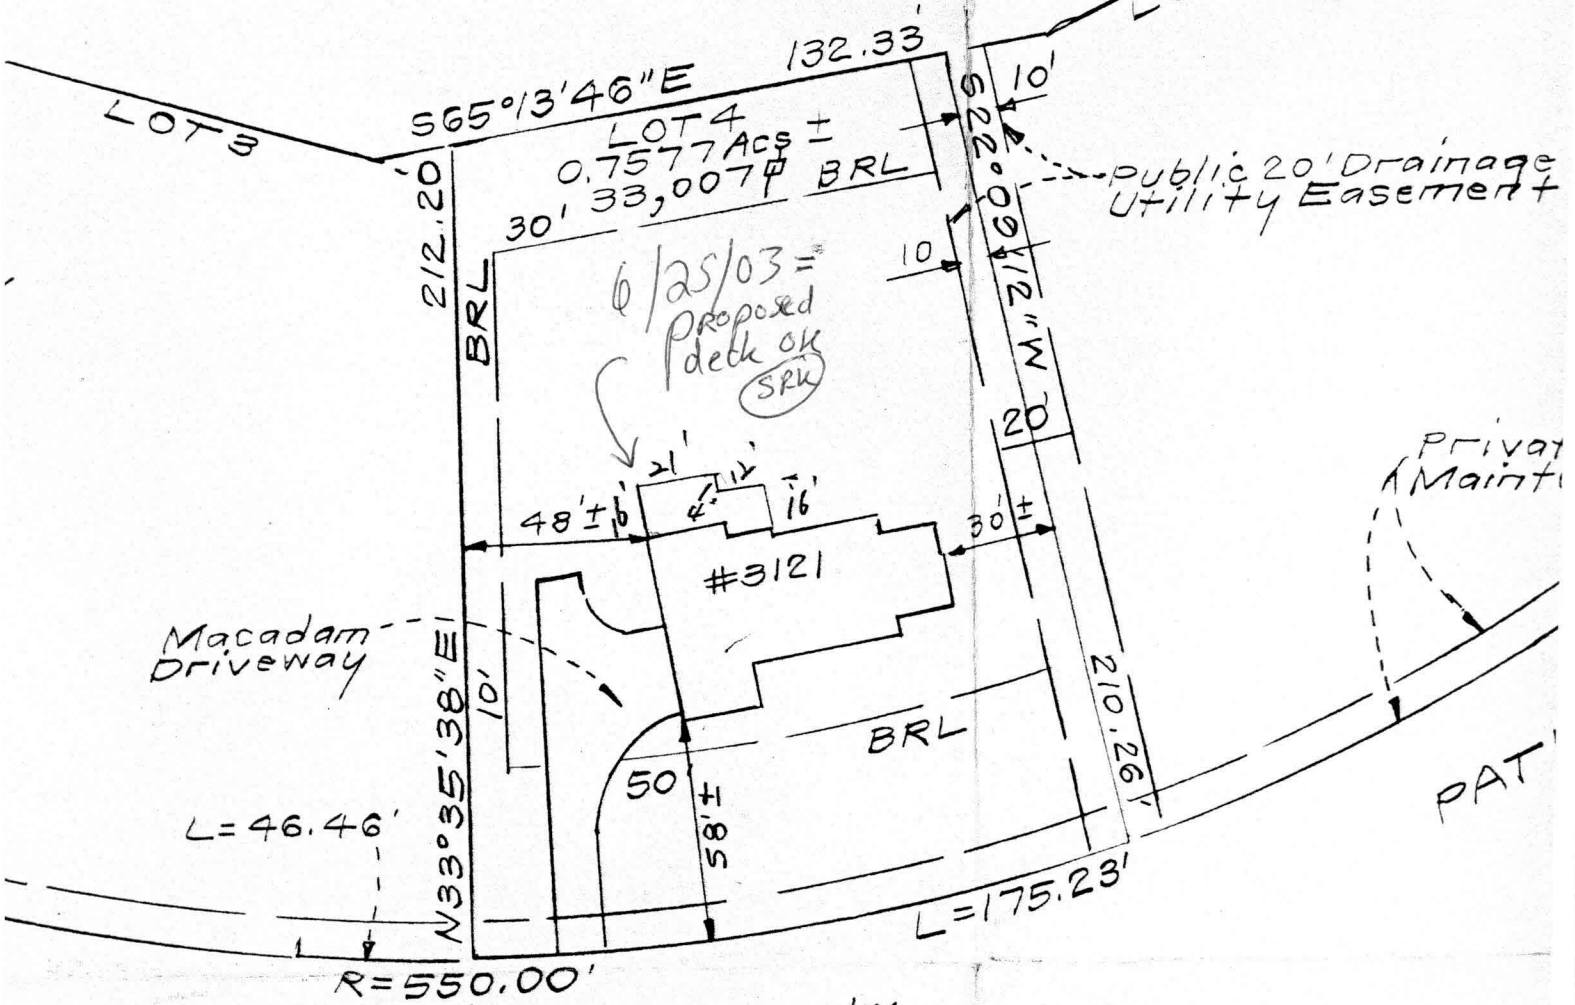 132.33'
S65°13'46"E
LOT 3
LOT 4
0.7577 Acs ±
33,007
BRL
30'
10'
S22°09'12"W
Public 20' Drainage
Utility Easement
212.20'
BRL
10
6/25/03 =
Proposed
deck OK
SRK
20'
21'
12'
16'
4'
16'
48'±
30'±
#3121
Privat
Maint
Macadam
Driveway
N33°35'38"E
10'
210.26'
BRL
50
58'±
PAT
L=46.46'
L=175.23'
R=550.00'